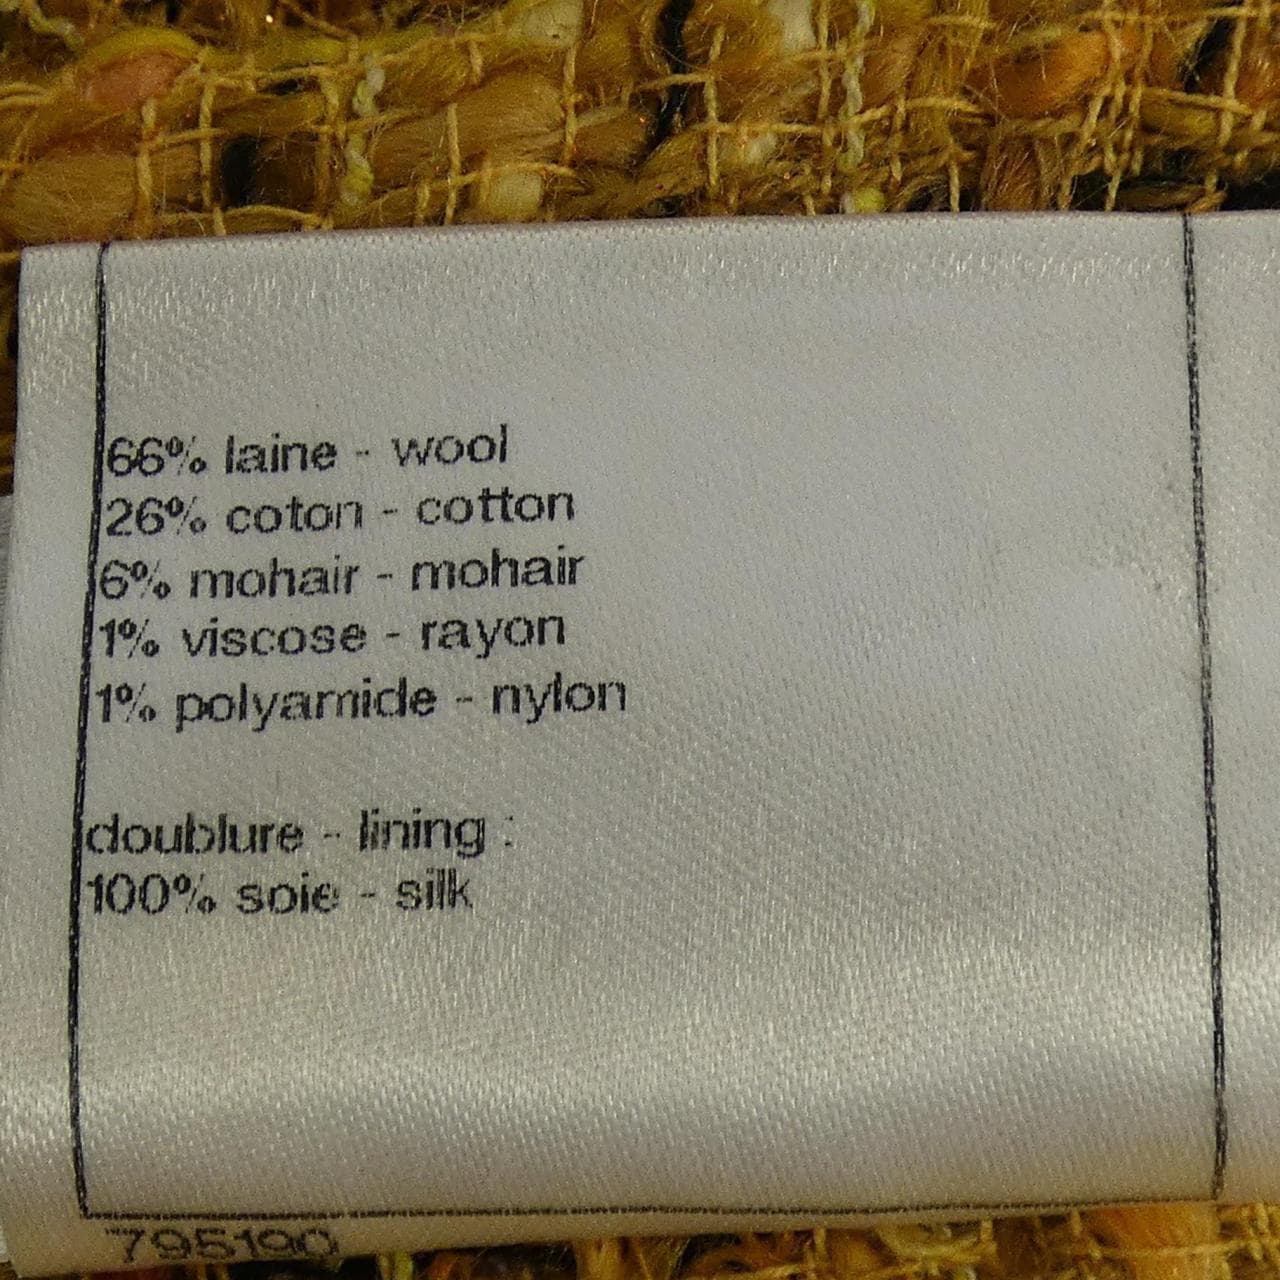 66% laine - wool
26% coton - cotton
6% mohair - mohair
1% viscose - rayon
1% polyamide - nylon
doublure - lining :
100% soie - silk
795190